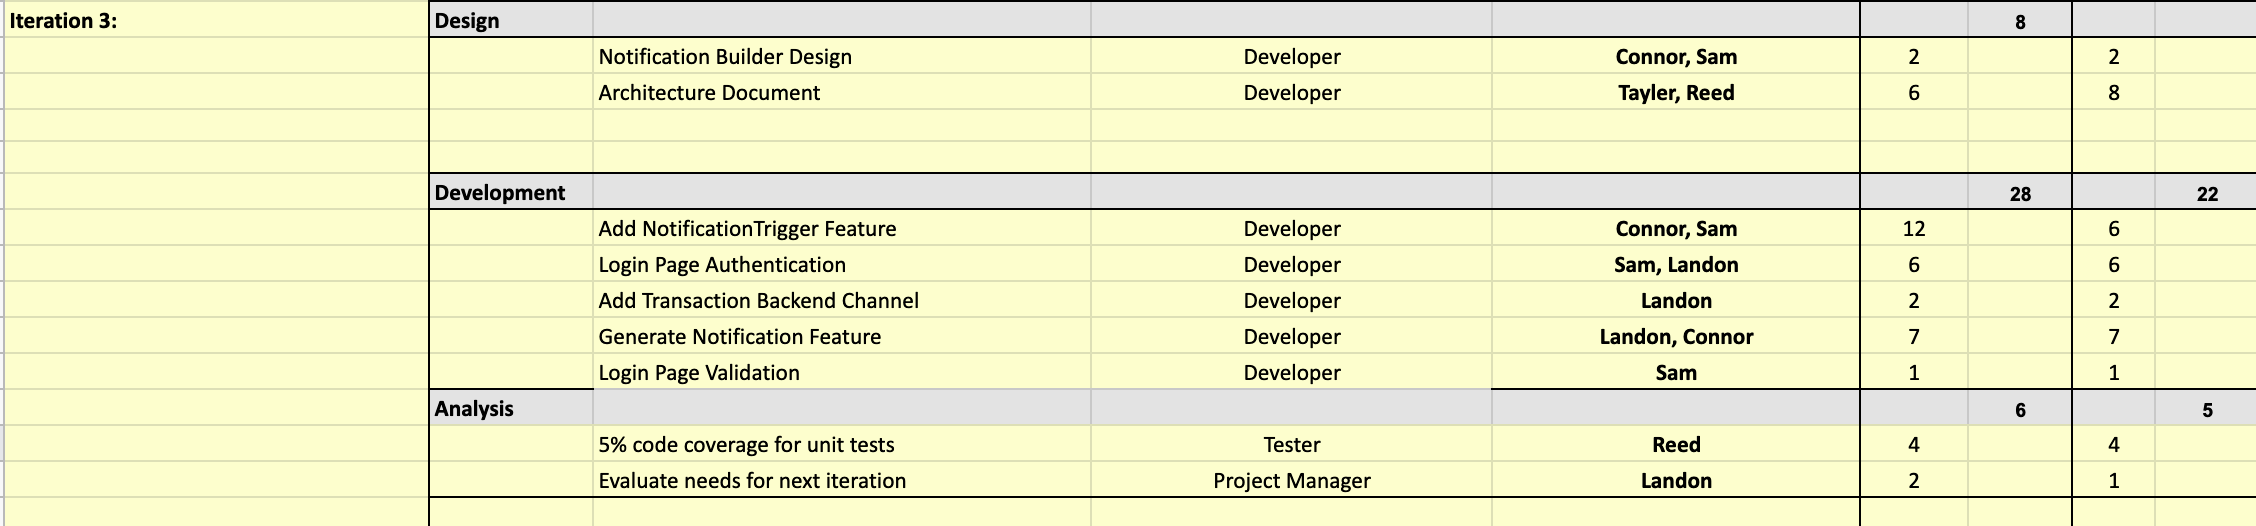 Iteration 3: Design 8
Notification Builder Design Developer Connor, Sam 2 2
Architecture Document Developer Tayler, Reed 6 8
Development 28 22
Add NotificationTrigger Feature Developer Connor, Sam 12 6
Login Page Authentication Developer Sam, Landon 6 6
Add Transaction Backend Channel Developer Landon 2 2
Generate Notification Feature Developer Landon, Connor 7 7
Login Page Validation Developer Sam 1 1
Analysis 6 5
5% code coverage for unit tests Tester Reed 4 4
Evaluate needs for next iteration Project Manager Landon 2 1